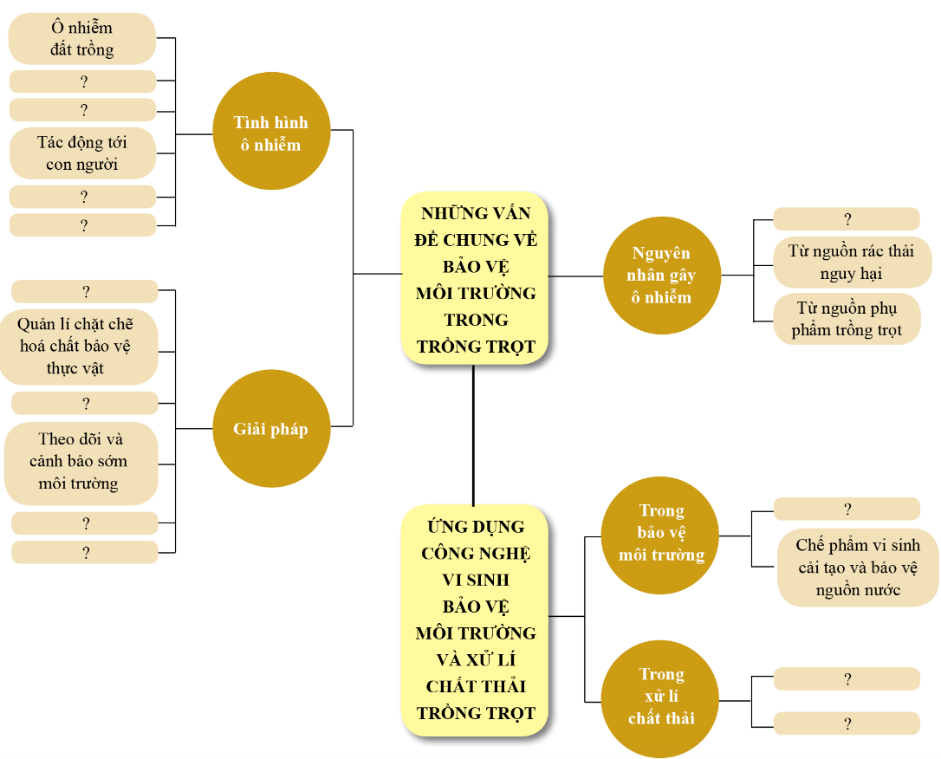 Ô nhiễm
đất trồng
?
?
Tác động tới
con người
?
?
Tình hình
ô nhiễm
?
Quản lí chặt chẽ
hoá chất bảo vệ
thực vật
?
Theo dõi và
cảnh bảo sớm
môi trường
?
?
Giải pháp
NHỮNG VẤN
ĐỀ CHUNG VỀ
BẢO VỆ
MÔI TRƯỜNG
TRONG
TRỒNG TRỌT
Nguyên
nhân gây
ô nhiễm
?
Từ nguồn rác thải
nguy hại
Từ nguồn phụ
phẩm trồng trọt
ỨNG DỤNG
CÔNG NGHỆ
VI SINH
BẢO VỆ
MÔI TRƯỜNG
VÀ XỬ LÍ
CHẤT THẢI
TRỒNG TRỌT
Trong
bảo vệ
môi trường
?
Chế phẩm vi sinh
cải tạo và bảo vệ
nguồn nước
Trong
xử lí
chất thải
?
?